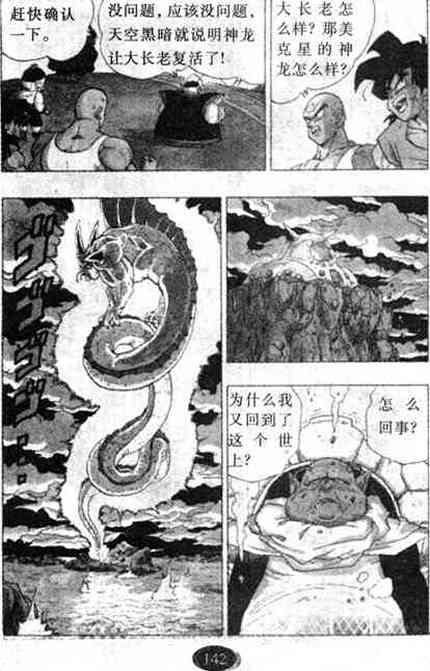 大长老怎
么样？那美
克星的神
龙怎么样？
没问题，应该没问题，
天空黑暗就说明神龙
让大长老复活了！
赶快确认
一下。
怎么
回事？
为什么我
又回到了
这个世
上？
142